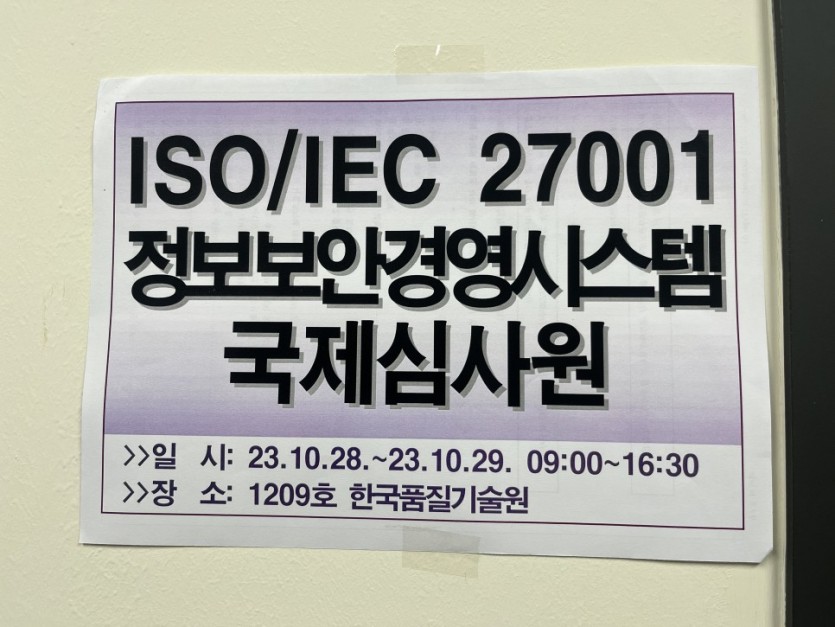 ISO/IEC 27001
정보보안경영시스템
국제심사원
>>일 시: 23.10.28.~23.10.29. 09:00~16:30
>>장 소: 1209호 한국품질기술원